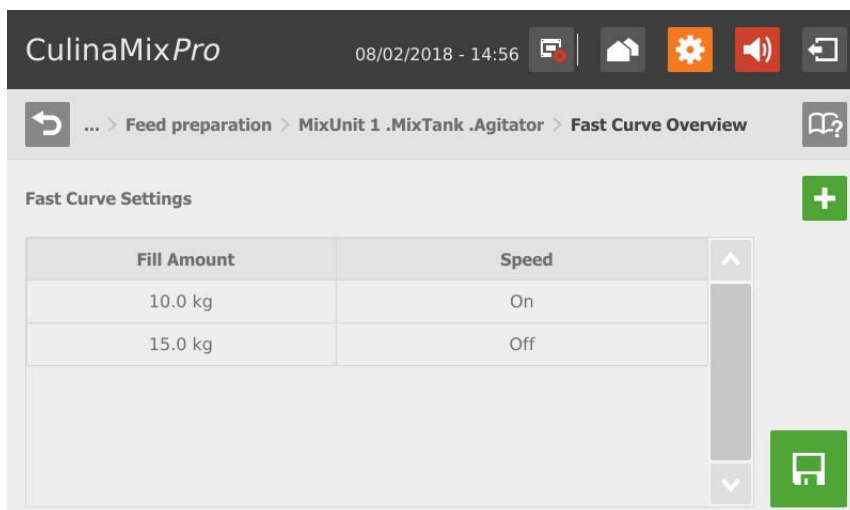 CulinaMixPro 08/02/2018 - 14:56
... > Feed preparation > MixUnit 1 .MixTank .Agitator > Fast Curve Overview
Fast Curve Settings
Fill Amount Speed
10.0 kg On
15.0 kg Off